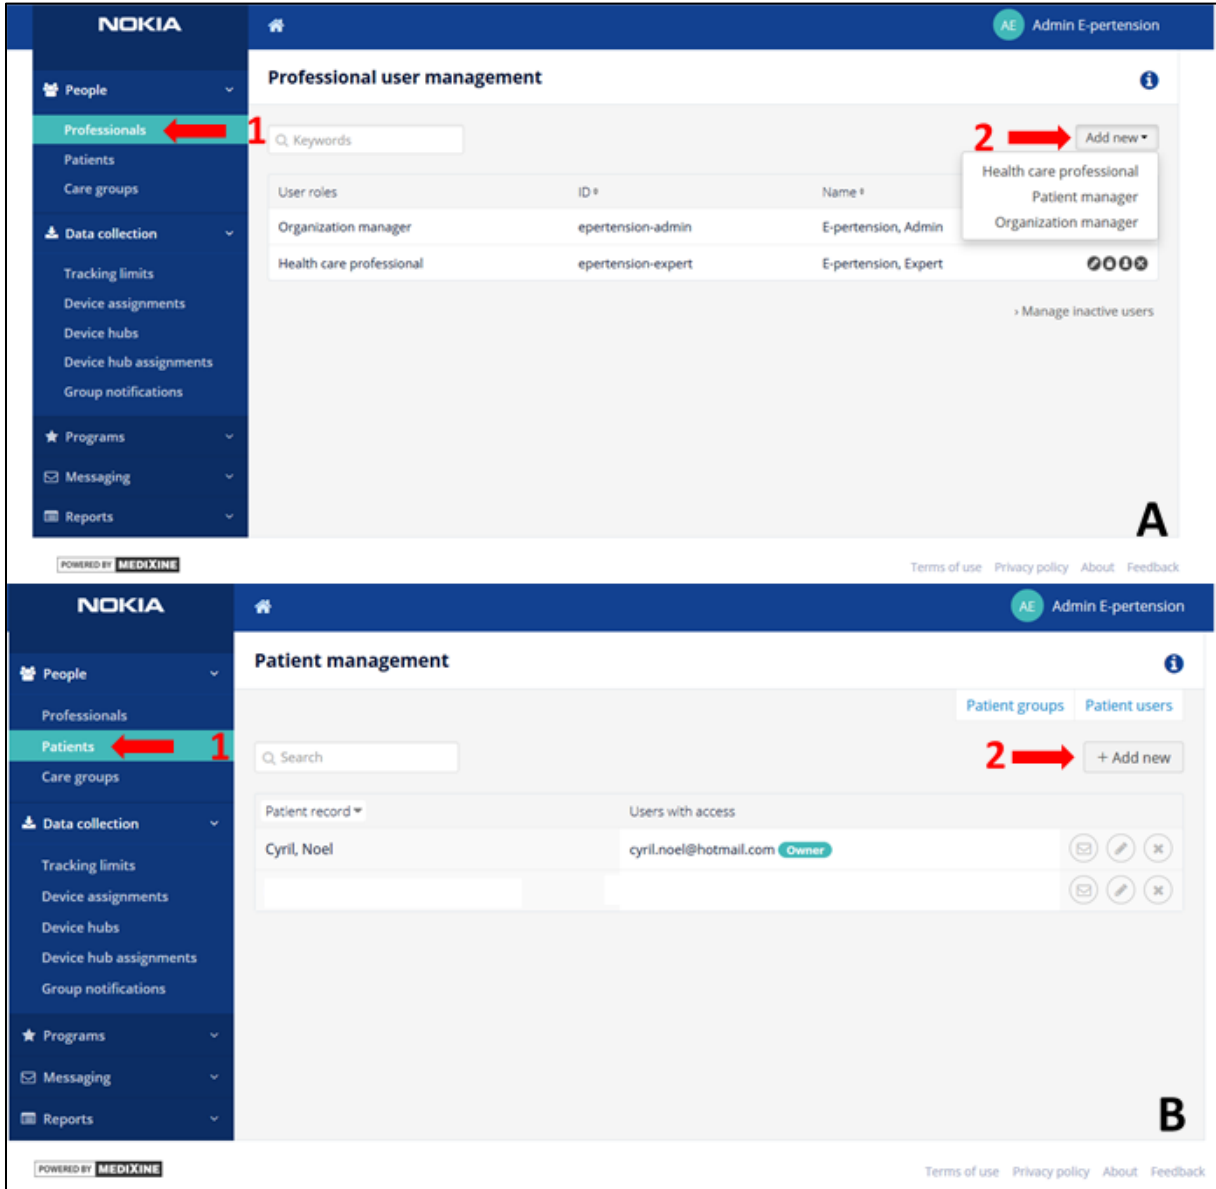 NOKIA
AE Admin E-pertension
People
Professionals
Patients
Care groups
Data collection
Tracking limits
Device assignments
Device hubs
Device hub assignments
Group notifications
Programs
Messaging
Reports
Professional user management
1
Keywords
2
Add new
Health care professional
Patient manager
Organization manager
User roles ID Name
Organization manager epertension-admin E-pertension, Admin
Health care professional epertension-expert E-pertension, Expert
› Manage inactive users
A
POWERED BY MEDIXINE
Terms of use Privacy policy About Feedback
NOKIA
AE Admin E-pertension
People
Professionals
Patients
Care groups
Data collection
Tracking limits
Device assignments
Device hubs
Device hub assignments
Group notifications
Programs
Messaging
Reports
Patient management
Patient groups Patient users
1
Search
2
+ Add new
Patient record Users with access
Cyril, Noel cyril.noel@hotmail.com Owner
B
POWERED BY MEDIXINE
Terms of use Privacy policy About Feedback